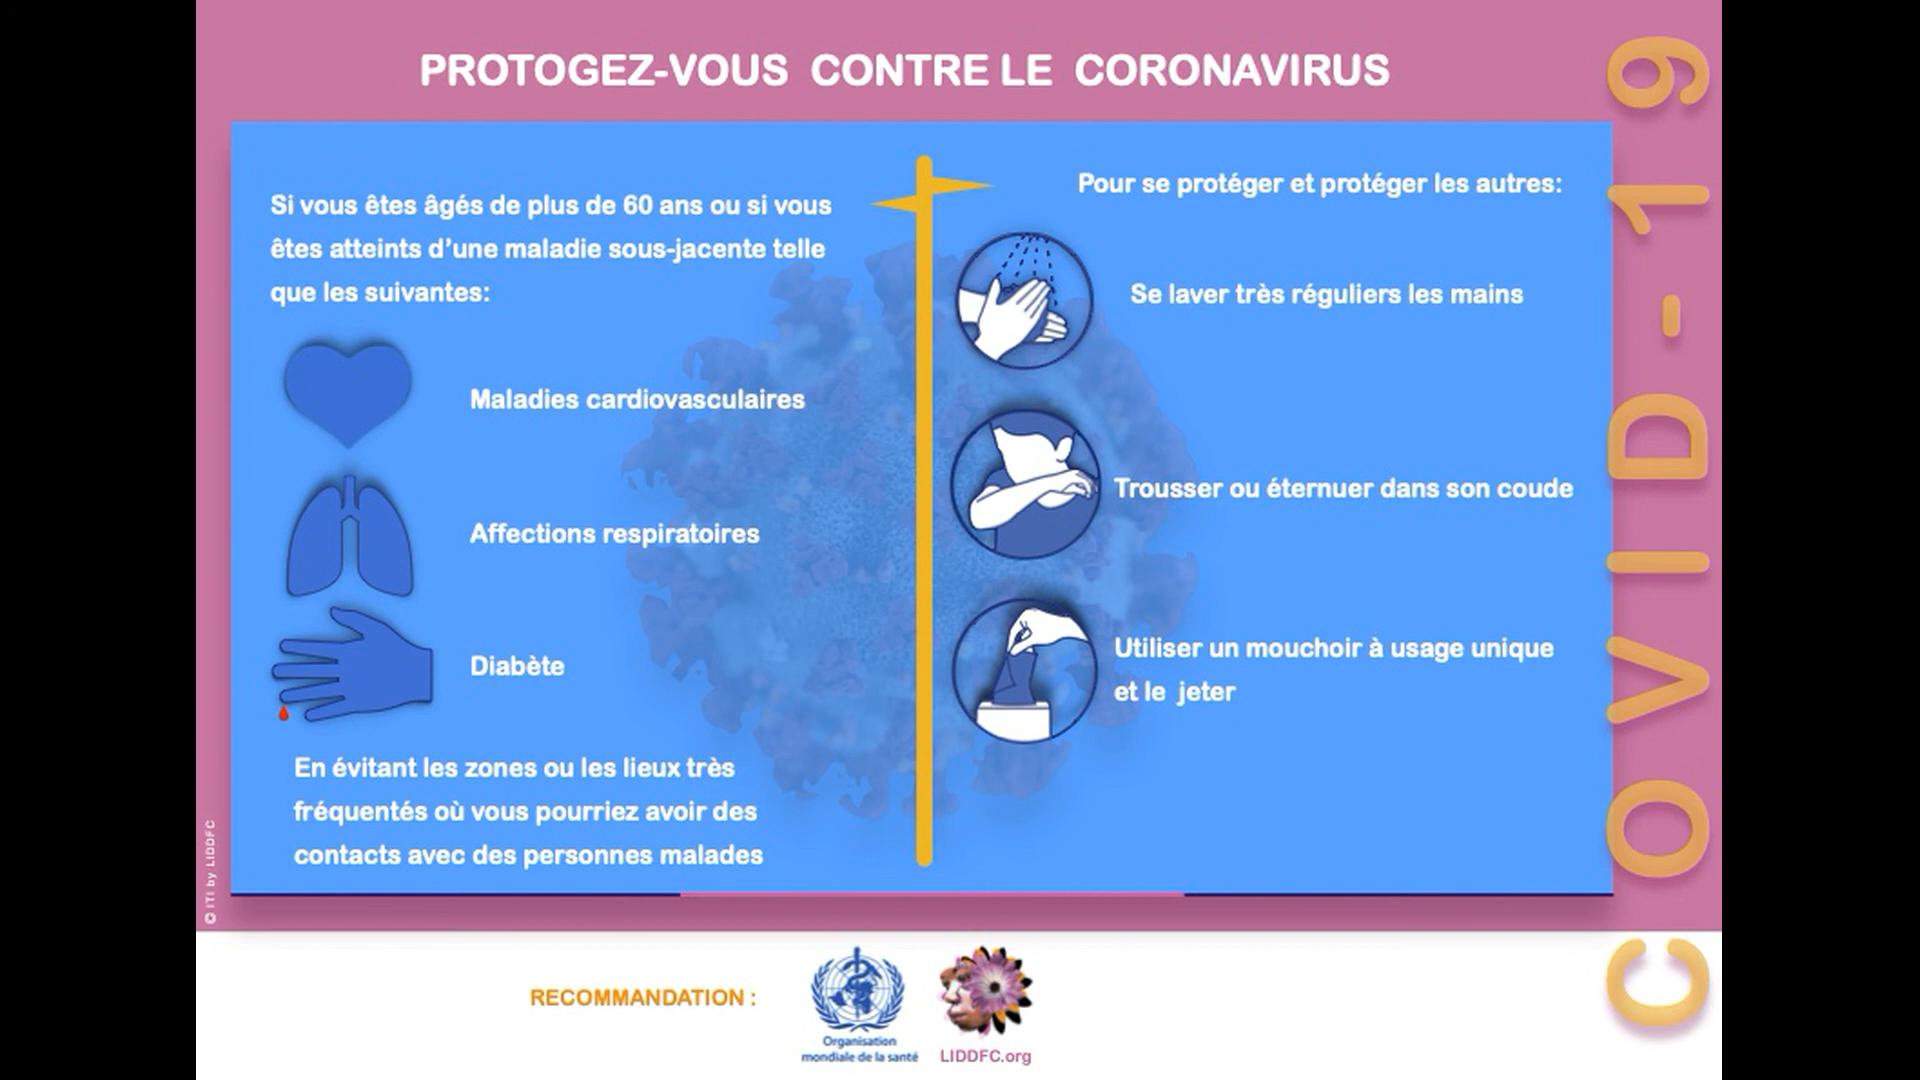 PROTOGEZ-VOUS CONTRE LE CORONAVIRUS
Si vous êtes âgés de plus de 60 ans ou si vous
êtes atteints d’une maladie sous-jacente telle
que les suivantes:
Maladies cardiovasculaires
Affections respiratoires
Diabète
En évitant les zones ou les lieux très
fréquentés où vous pourriez avoir des
contacts avec des personnes malades
Pour se protéger et protéger les autres:
Se laver très réguliers les mains
Trousser ou éternuer dans son coude
Utiliser un mouchoir à usage unique
et le jeter
COVID-19
© ITI by LIDDFC
RECOMMANDATION :
Organisation
mondiale de la santé
LIDDFC.org